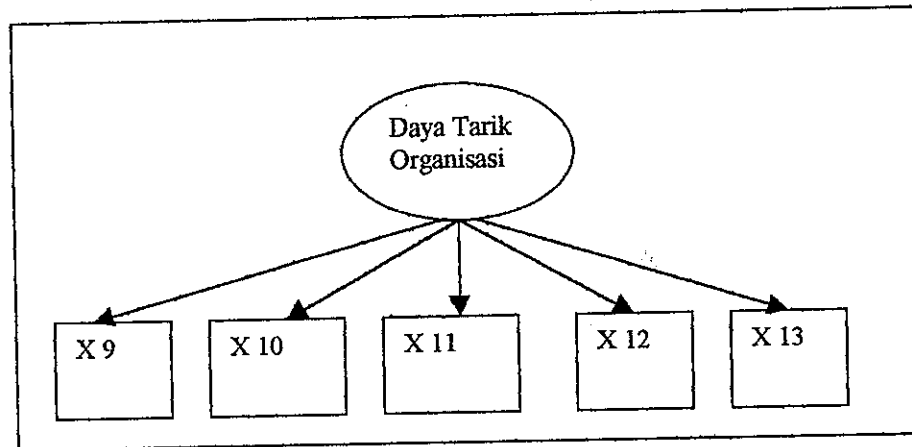 Daya Tarik
Organisasi
X 9
X 10
X 11
X 12
X 13